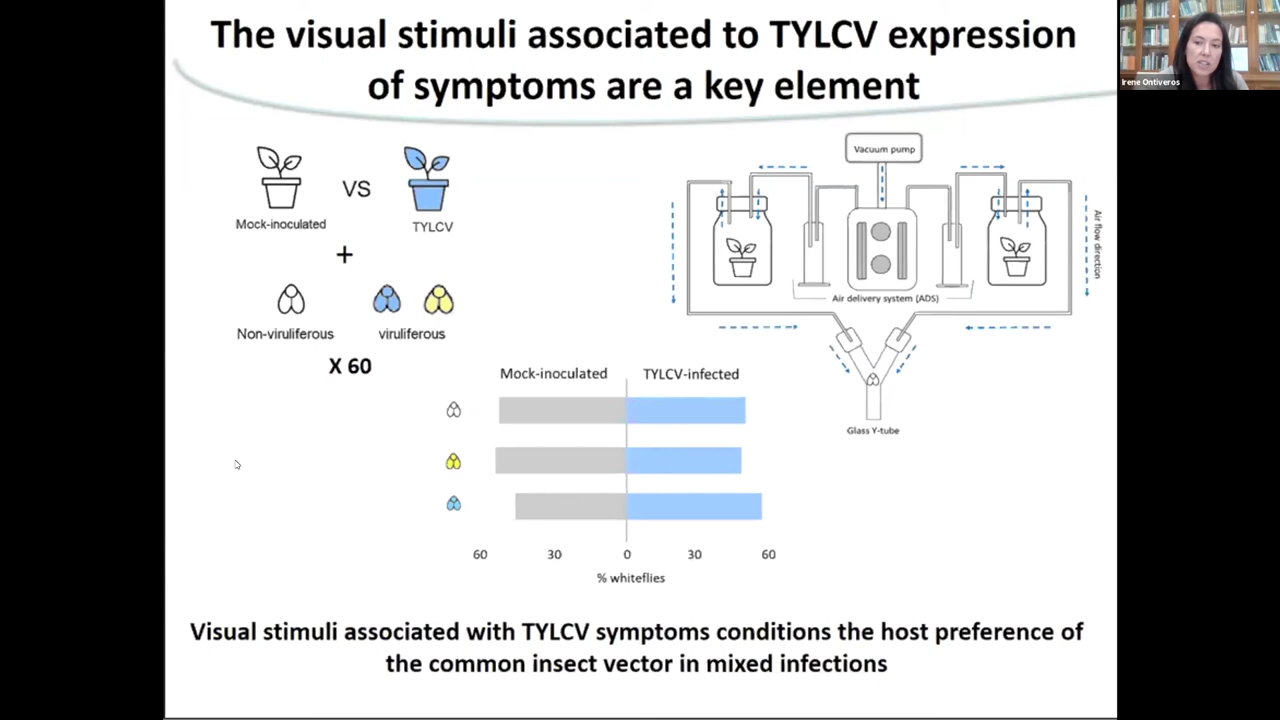 The visual stimuli associated to TYLCV expression
of symptoms are a key element
Irene Ontiveros
Mock-inoculated
VS
TYLCV
+
Non-viruliferous
viruliferous
X 60
Vacuum pump
Air flow direction
Air delivery system (ADS)
Glass Y-tube
Mock-inoculated
TYLCV-infected
60 30 0 30 60
% whiteflies
Visual stimuli associated with TYLCV symptoms conditions the host preference of
the common insect vector in mixed infections